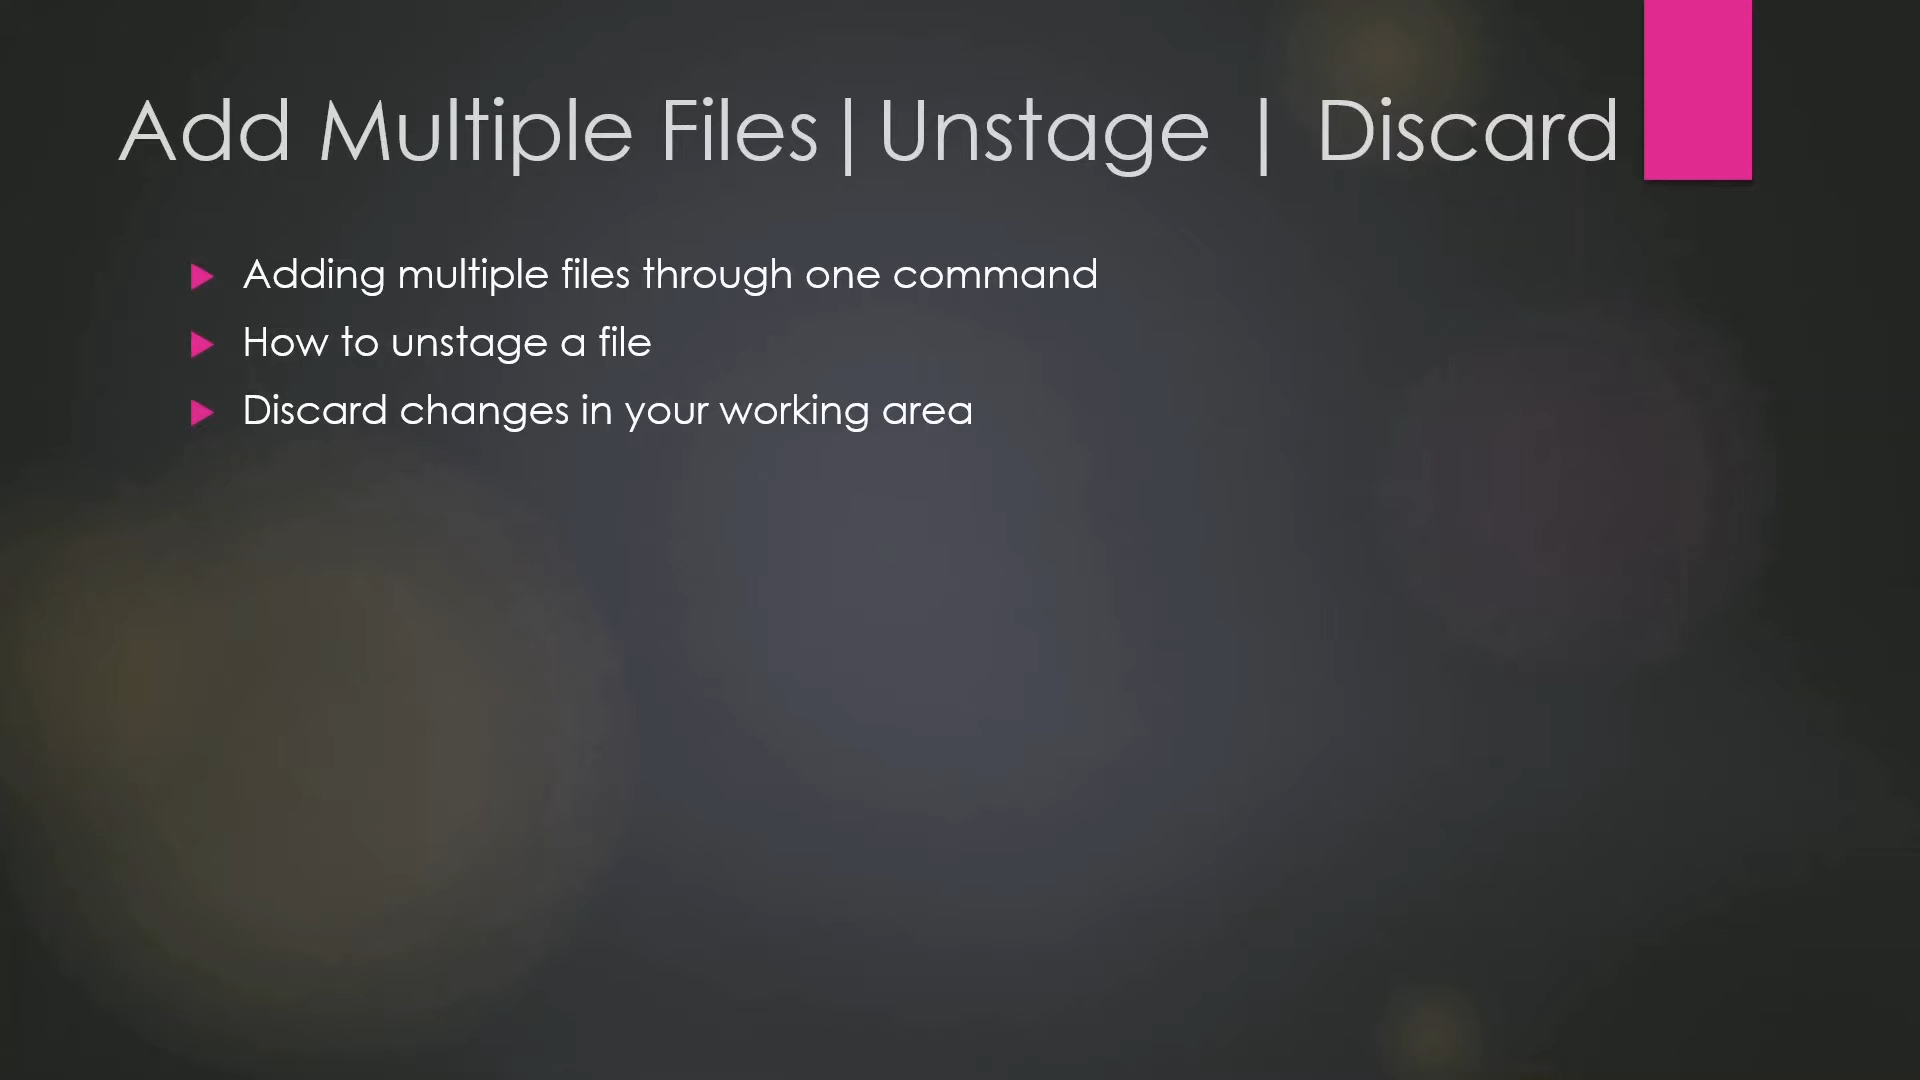 Add Multiple Files|Unstage | Discard
Adding multiple files through one command
How to unstage a file
Discard changes in your working area